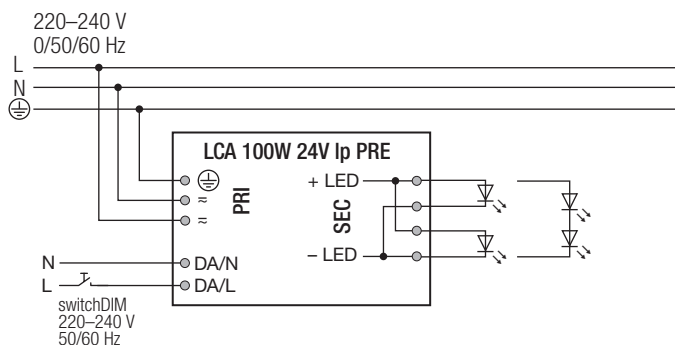 220–240 V
0/50/60 Hz
L
N
LCA 100W 24V lp PRE
PRI
≂
≂
+ LED
SEC
– LED
N
DA/N
L
DA/L
switchDIM
220–240 V
50/60 Hz